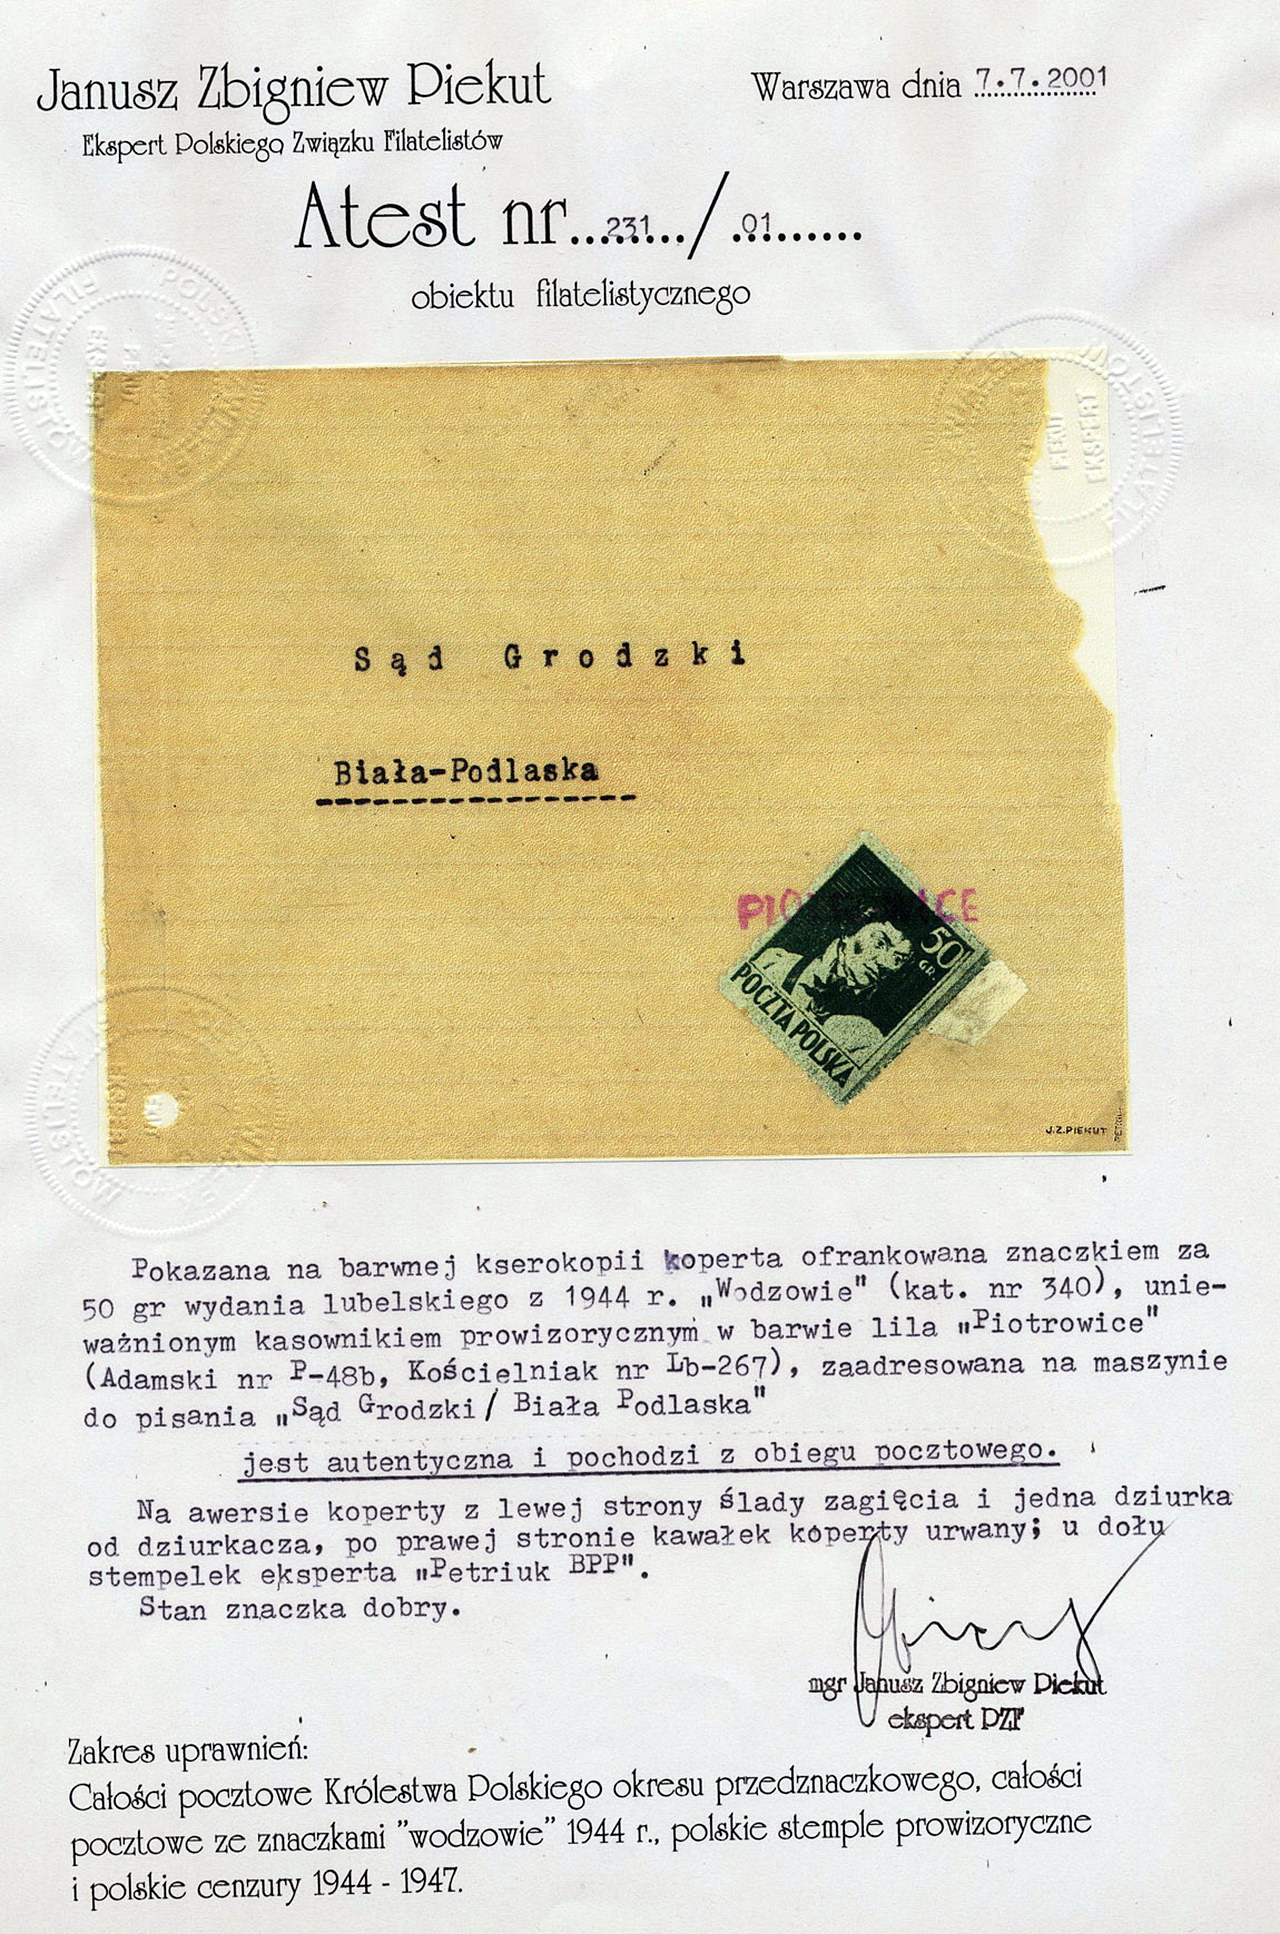 Janusz Zbigniew Piekut
Warszawa dnia 7.7.2001
Ekspert Polskiego Związku Filatelistów
Atest nr...231.../.01.......
obiektu filatelistycznego
Sąd Grodzki
Biała-Podlaska
50 GR.
POCZTA POLSKA
J.Z.PIEKUT
Pokazana na barwnej kserokopii koperta ofrankowana znaczkiem za
50 gr wydania lubelskiego z 1944 r. „Wodzowie" (kat. nr 340), unie-
ważnionym kasownikiem prowizorycznym w barwie lila „Piotrowice"
(Adamski nr P-48b, Kościelniak nr Lb-267), zaadresowana na maszynie
do pisania „Sąd Grodzki/ Biała Podlaska"
jest autentyczna i pochodzi z obiegu pocztowego.
Na awersie koperty z lewej strony ślady zagięcia i jedna dziurka
od dziurkacza, po prawej stronie kawałek koperty urwany; u dołu
stempelek eksperta „Petriuk BPP".
Stan znaczka dobry.
mgr Janusz Zbigniew Piekut
ekspert PZF
Zakres uprawnień:
Całości pocztowe Królestwa Polskiego okresu przedznaczkowego, całości
pocztowe ze znaczkami "wodzowie" 1944 r., polskie stemple prowizoryczne
i polskie cenzury 1944 - 1947.